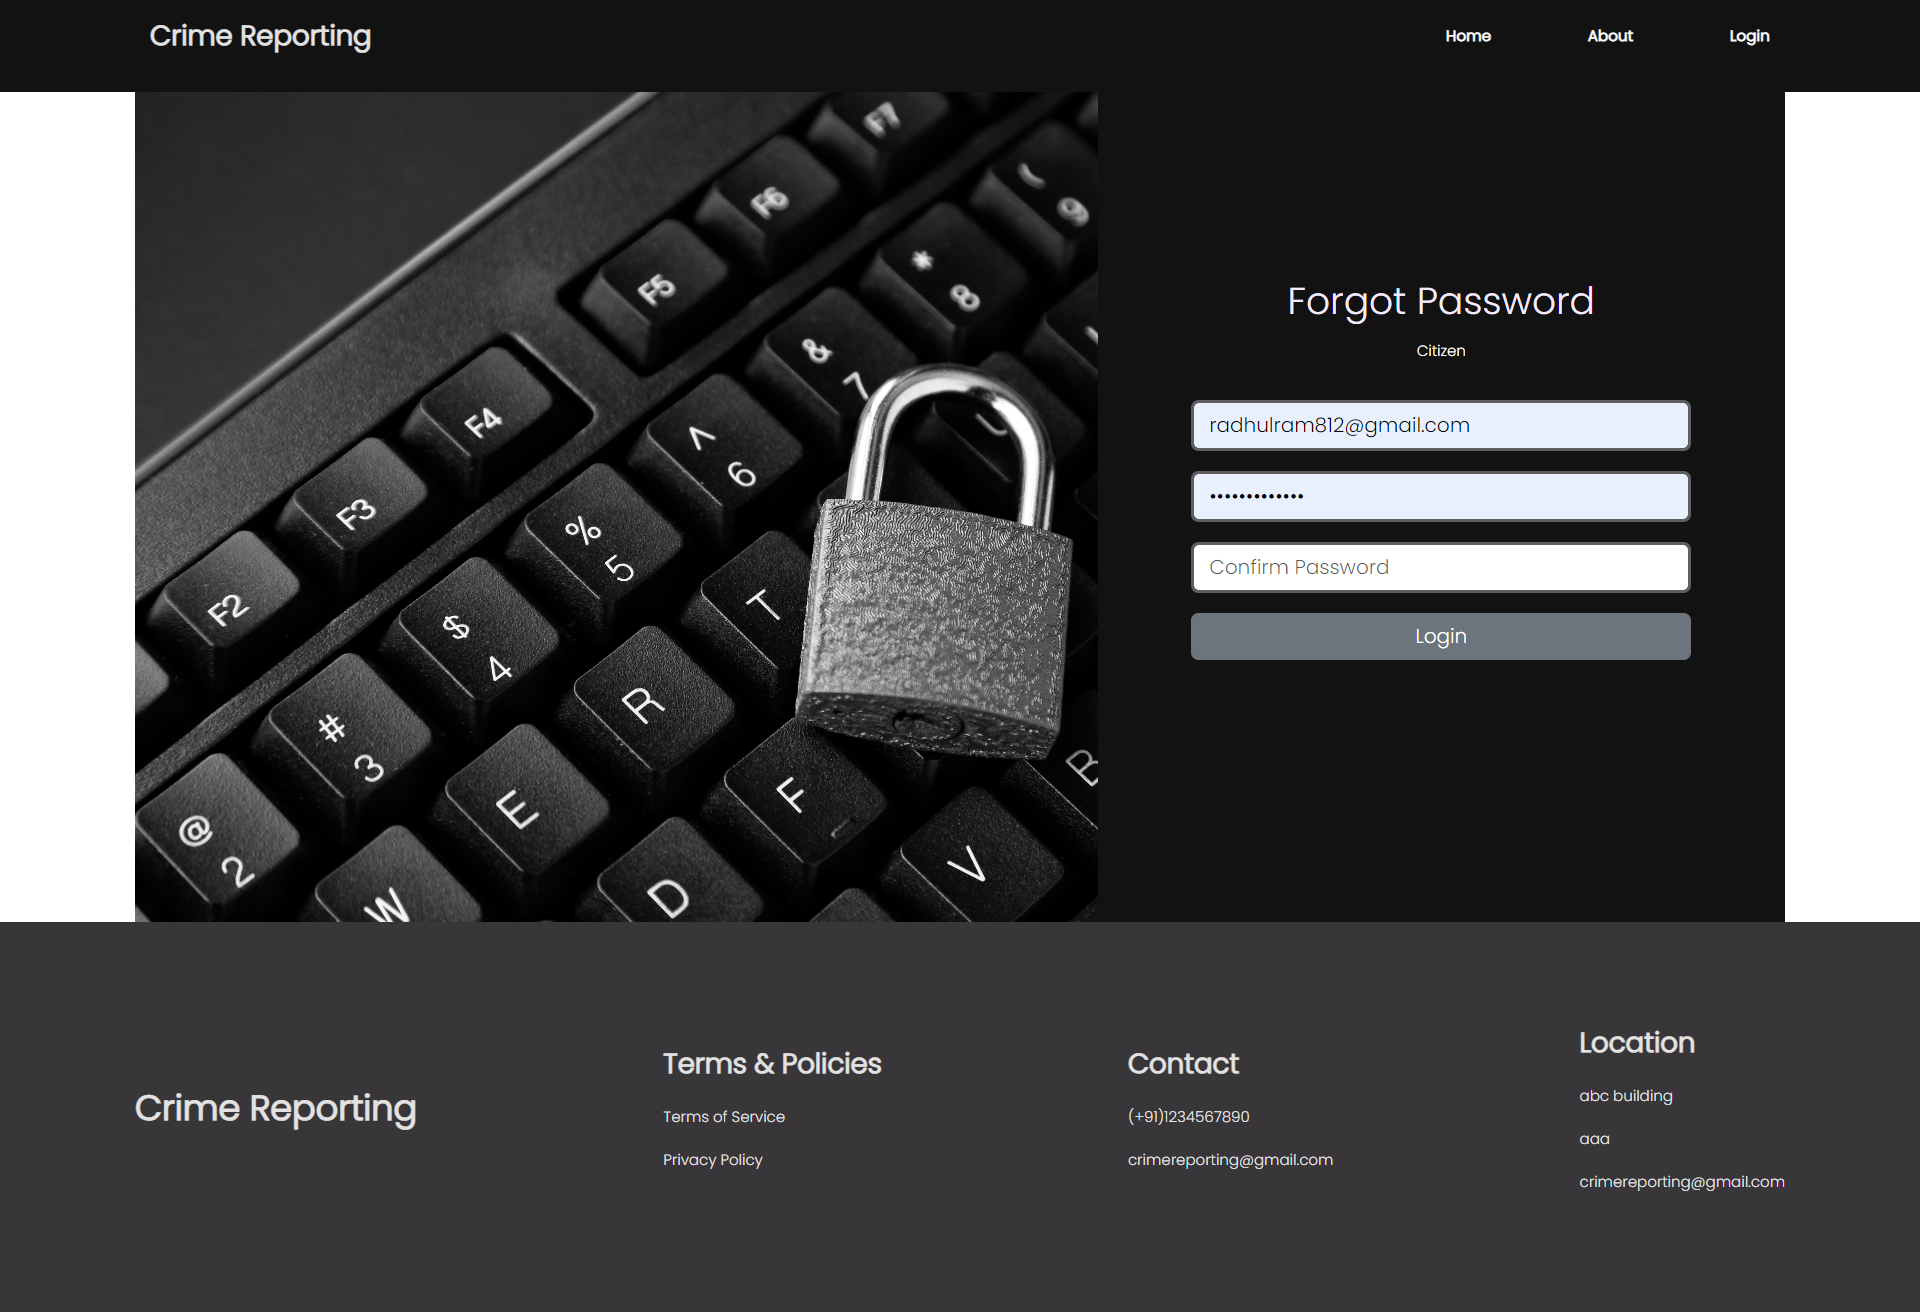 Crime Reporting
Home
About
Login
F7
F6
F5
F4
F3
F2
(
9
*
8
&
7
^
6
%
5
$
4
#
3
@
2
T
R
E
W
F
D
V
B
Forgot Password
Citizen
radhulram812@gmail.com
•••••••••••••
Confirm Password
Login
Crime Reporting
Terms & Policies
Terms of Service
Privacy Policy
Contact
(+91)1234567890
crimereporting@gmail.com
Location
abc building
aaa
crimereporting@gmail.com